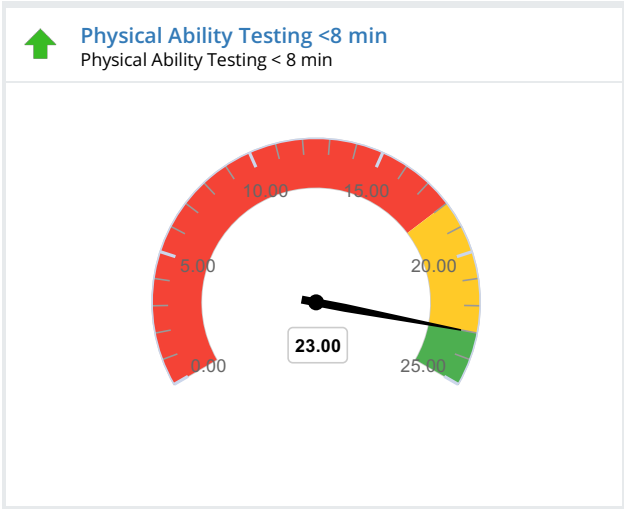 Physical Ability Testing <8 min
Physical Ability Testing < 8 min
10.00 15.00
5.00 20.00
23.00
0.00 25.00